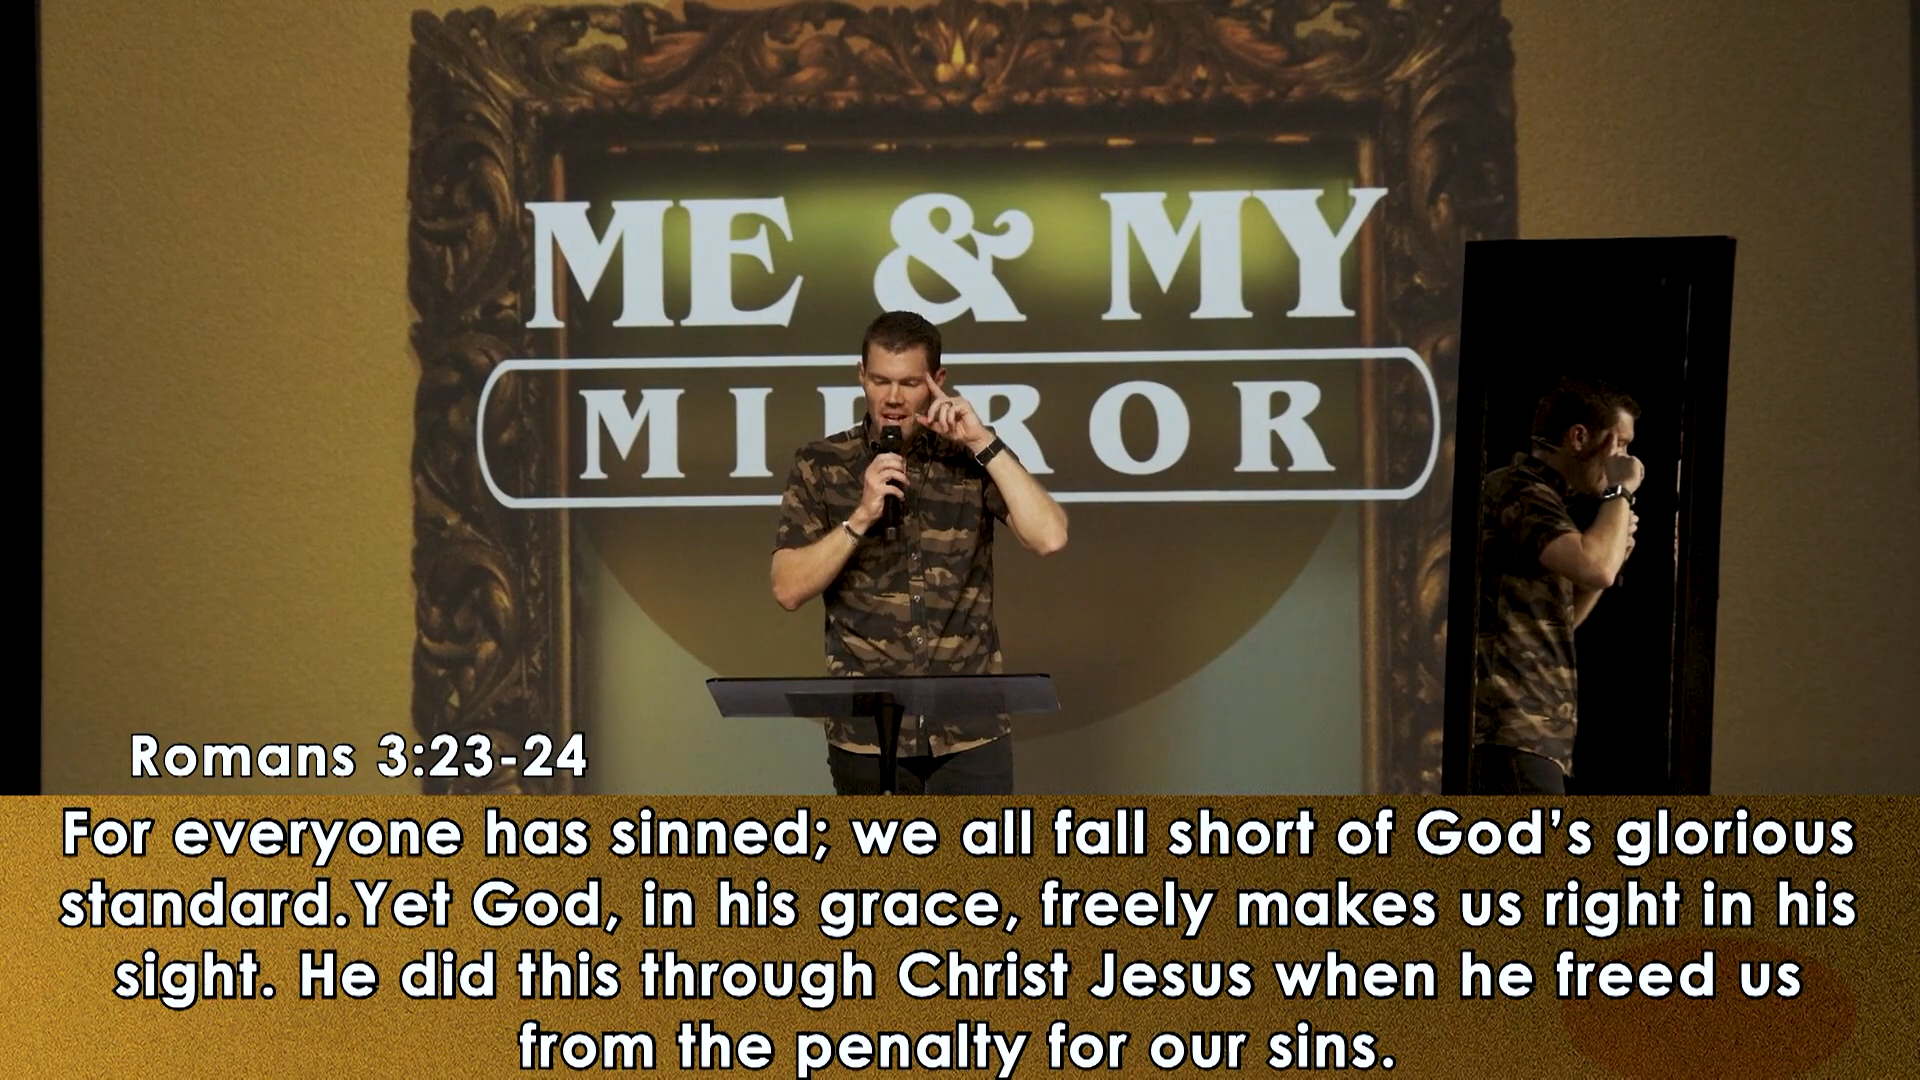 ME & MY
MIRROR
Romans 3:23-24
For everyone has sinned; we all fall short of God’s glorious
standard.Yet God, in his grace, freely makes us right in his
sight. He did this through Christ Jesus when he freed us
from the penalty for our sins.